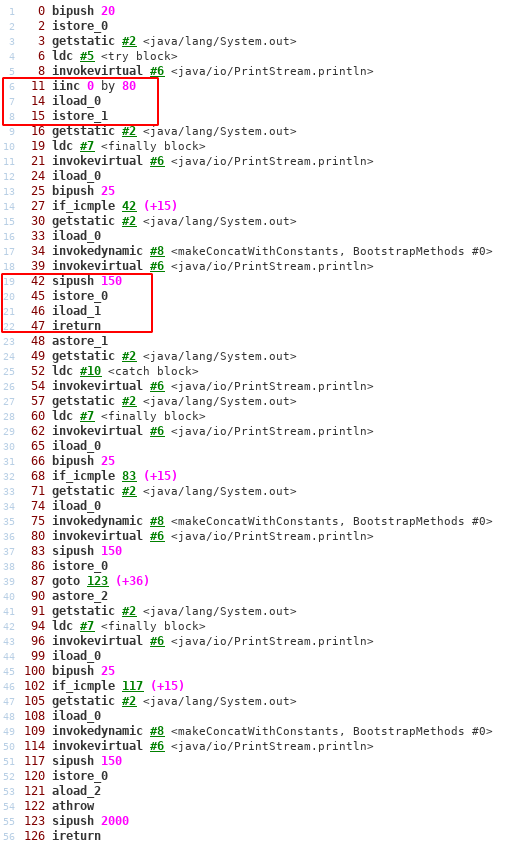 1 0 bipush 20
2 2 istore_0
3 3 getstatic #2 <java/lang/System.out>
4 6 ldc #5 <try block>
5 8 invokevirtual #6 <java/io/PrintStream.println>
6 11 iinc 0 by 80
7 14 iload_0
8 15 istore_1
9 16 getstatic #2 <java/lang/System.out>
10 19 ldc #7 <finally block>
11 21 invokevirtual #6 <java/io/PrintStream.println>
12 24 iload_0
13 25 bipush 25
14 27 if_icmple 42 (+15)
15 30 getstatic #2 <java/lang/System.out>
16 33 iload_0
17 34 invokedynamic #8 <makeConcatWithConstants, BootstrapMethods #0>
18 39 invokevirtual #6 <java/io/PrintStream.println>
19 42 sipush 150
20 45 istore_0
21 46 iload_1
22 47 ireturn
23 48 astore_1
24 49 getstatic #2 <java/lang/System.out>
25 52 ldc #10 <catch block>
26 54 invokevirtual #6 <java/io/PrintStream.println>
27 57 getstatic #2 <java/lang/System.out>
28 60 ldc #7 <finally block>
29 62 invokevirtual #6 <java/io/PrintStream.println>
30 65 iload_0
31 66 bipush 25
32 68 if_icmple 83 (+15)
33 71 getstatic #2 <java/lang/System.out>
34 74 iload_0
35 75 invokedynamic #8 <makeConcatWithConstants, BootstrapMethods #0>
36 80 invokevirtual #6 <java/io/PrintStream.println>
37 83 sipush 150
38 86 istore_0
39 87 goto 123 (+36)
40 90 astore_2
41 91 getstatic #2 <java/lang/System.out>
42 94 ldc #7 <finally block>
43 96 invokevirtual #6 <java/io/PrintStream.println>
44 99 iload_0
45 100 bipush 25
46 102 if_icmple 117 (+15)
47 105 getstatic #2 <java/lang/System.out>
48 108 iload_0
49 109 invokedynamic #8 <makeConcatWithConstants, BootstrapMethods #0>
50 114 invokevirtual #6 <java/io/PrintStream.println>
51 117 sipush 150
52 120 istore_0
53 121 aload_2
54 122 athrow
55 123 sipush 2000
56 126 ireturn